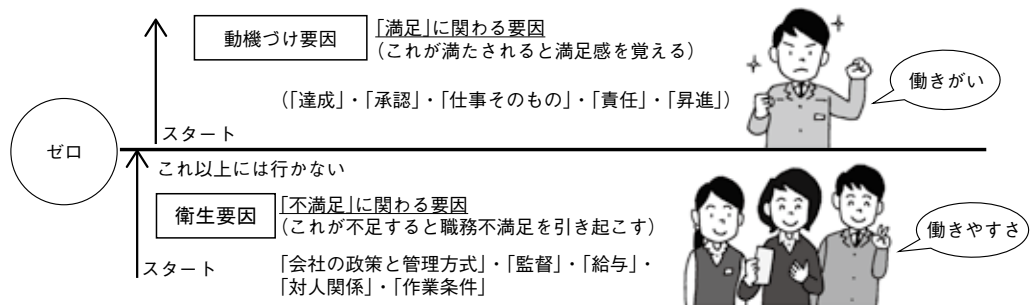 動機づけ要因
「満足」に関わる要因
（これが満たされると満足感を覚える）
（「達成」・「承認」・「仕事そのもの」・「責任」・「昇進」）
働きがい
スタート
ゼロ
これ以上には行かない
衛生要因
「不満足」に関わる要因
（これが不足すると職務不満足を引き起こす）
働きやすさ
スタート
「会社の政策と管理方式」・「監督」・「給与」・
「対人関係」・「作業条件」